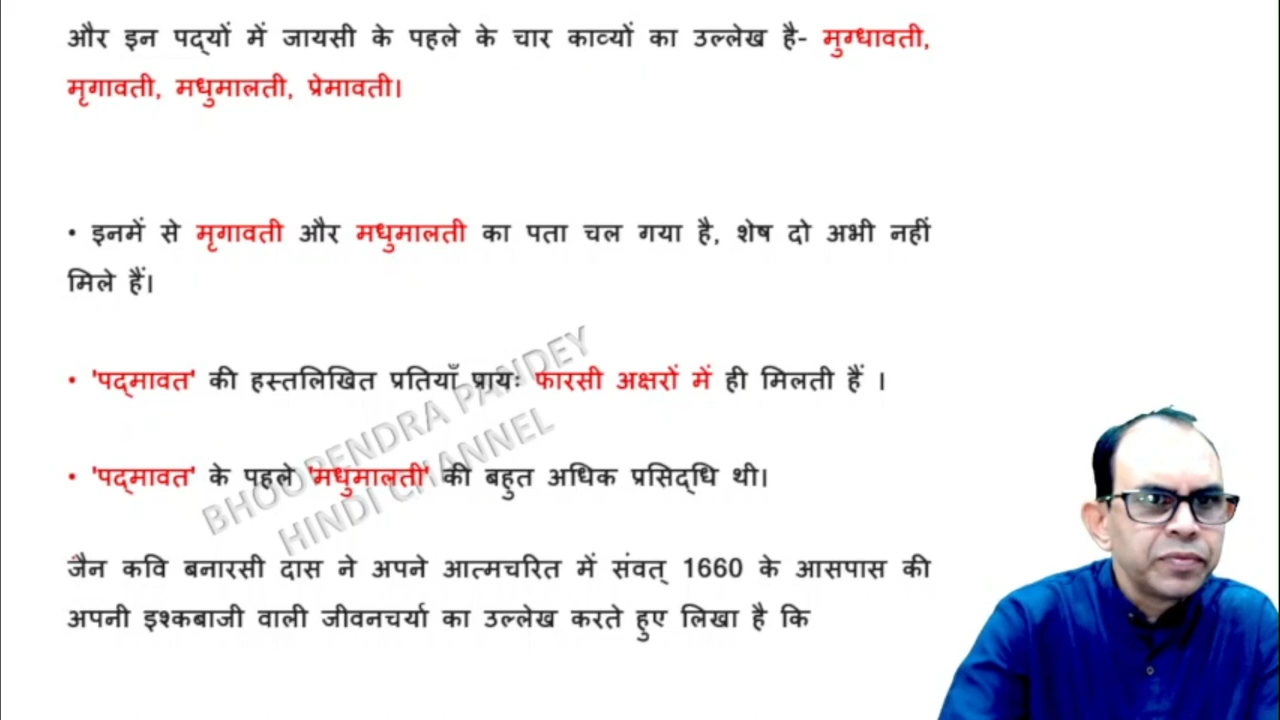 और इन पद्यों में जायसी के पहले के चार काव्यों का उल्लेख है- मुग्धावती,
मृगावती, मधुमालती, प्रेमावती।
• इनमें से मृगावती और मधुमालती का पता चल गया है, शेष दो अभी नहीं
मिले हैं।
• 'पद्मावत' की हस्तलिखित प्रतियाँ प्रायः फारसी अक्षरों में ही मिलती हैं ।
• 'पद्मावत' के पहले 'मधुमालती' की बहुत अधिक प्रसिद्धि थी।
जैन कवि बनारसी दास ने अपने आत्मचरित में संवत् 1660 के आसपास की
अपनी इश्कबाजी वाली जीवनचर्या का उल्लेख करते हुए लिखा है कि
BHOOPENDRA PANDEY
HINDI CHANNEL